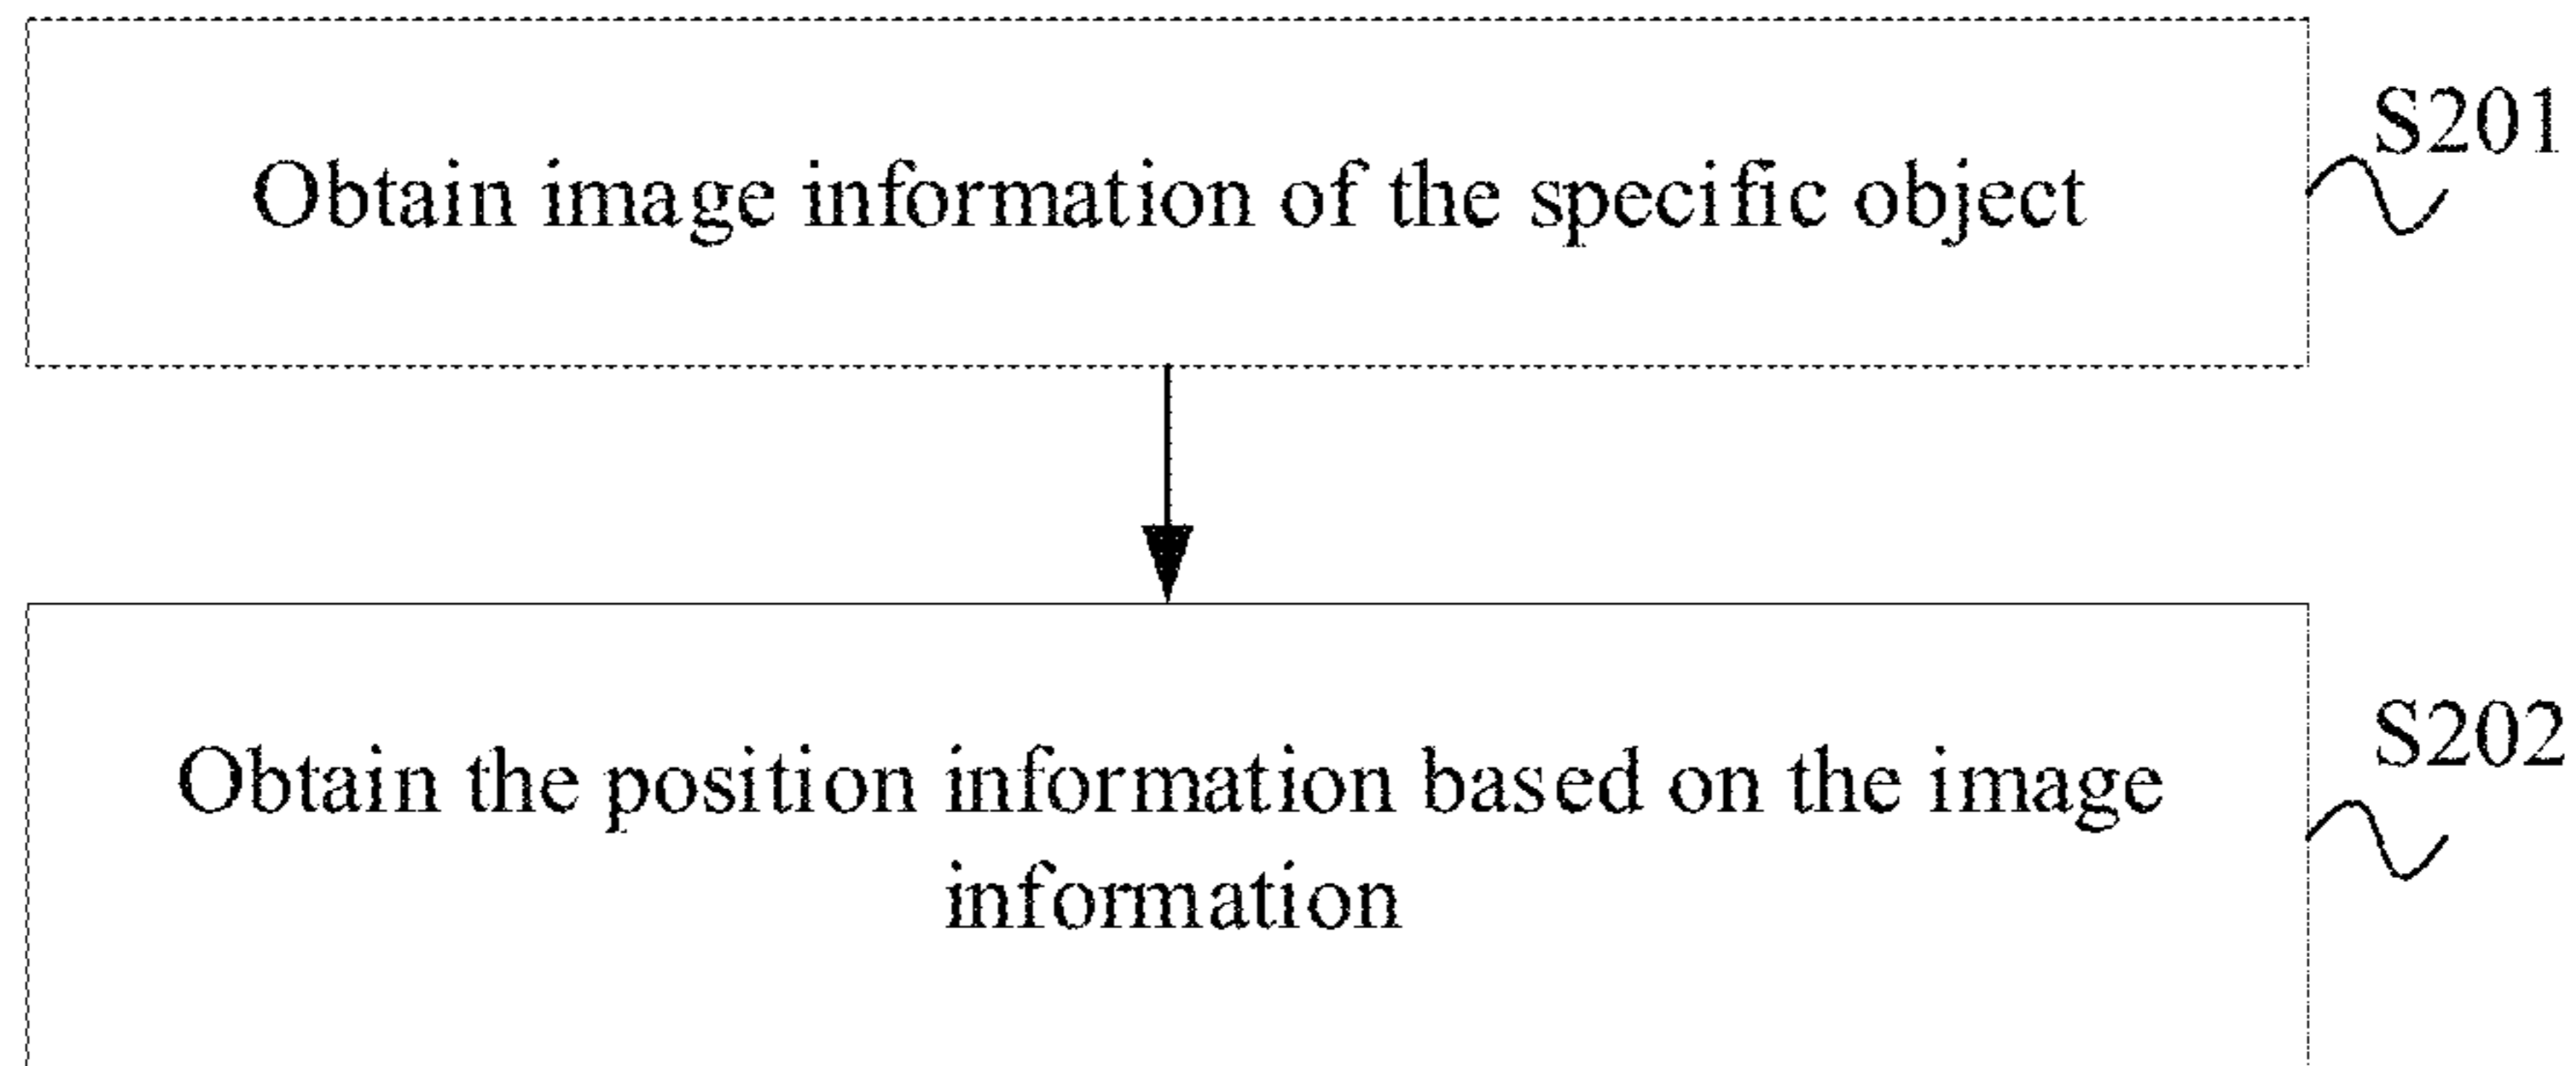 S201
Obtain image information of the specific object
S202
Obtain the position information based on the image
information